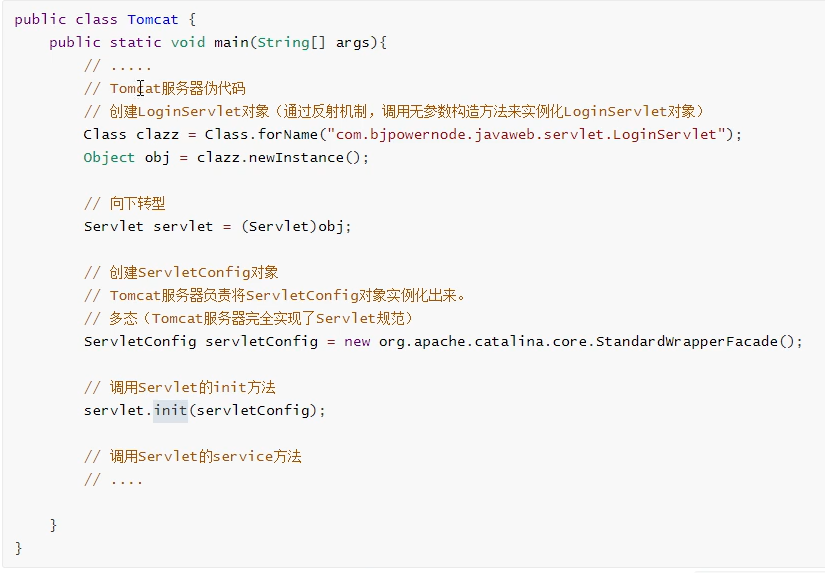 public class Tomcat {
public static void main(String[] args){
// .....
// Tomcat服务器伪代码
// 创建LoginServlet对象（通过反射机制，调用无参数构造方法来实例化LoginServlet对象）
Class clazz = Class.forName("com.bjpowernode.javaweb.servlet.LoginServlet");
Object obj = clazz.newInstance();
// 向下转型
Servlet servlet = (Servlet)obj;
// 创建ServletConfig对象
// Tomcat服务器负责将ServletConfig对象实例化出来。
// 多态（Tomcat服务器完全实现了Servlet规范）
ServletConfig servletConfig = new org.apache.catalina.core.StandardWrapperFacade();
// 调用Servlet的init方法
servlet.init(servletConfig);
// 调用Servlet的service方法
// ....
}
}